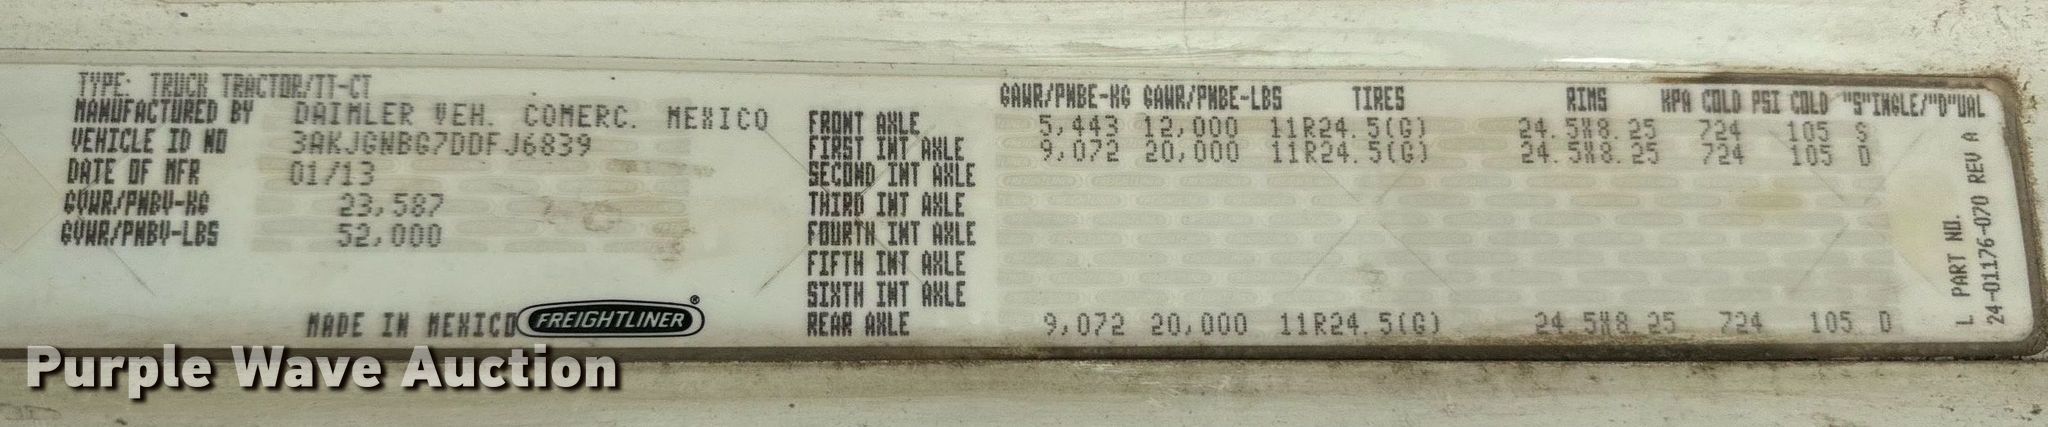 TYPE: TRUCK TRACTOR/TT-CT
MANUFACTURED BY DAIMLER VEH. COMERC. MEXICO
VEHICLE ID NO 3AKJGNBG7DDFJ6839
DATE OF MFR 01/13
GVWR/PNBV-KG 23,587
GVWR/PNBV-LBS 52,000
MADE IN MEXICO FREIGHTLINER®
GAWR/PNBE-KG GAWR/PNBE-LBS TIRES RIMS KPA COLD PSI COLD "S"INGLE/"D"UAL
FRONT AXLE 5,443 12,000 11R24.5(G) 24.5X8.25 724 105 S
FIRST INT AXLE 9,072 20,000 11R24.5(G) 24.5X8.25 724 105 D
SECOND INT AXLE
THIRD INT AXLE
FOURTH INT AXLE
FIFTH INT AXLE
SIXTH INT AXLE
REAR AXLE 9,072 20,000 11R24.5(G) 24.5X8.25 724 105 D
L PART NO.
24-01176-070 REV A
Purple Wave Auction